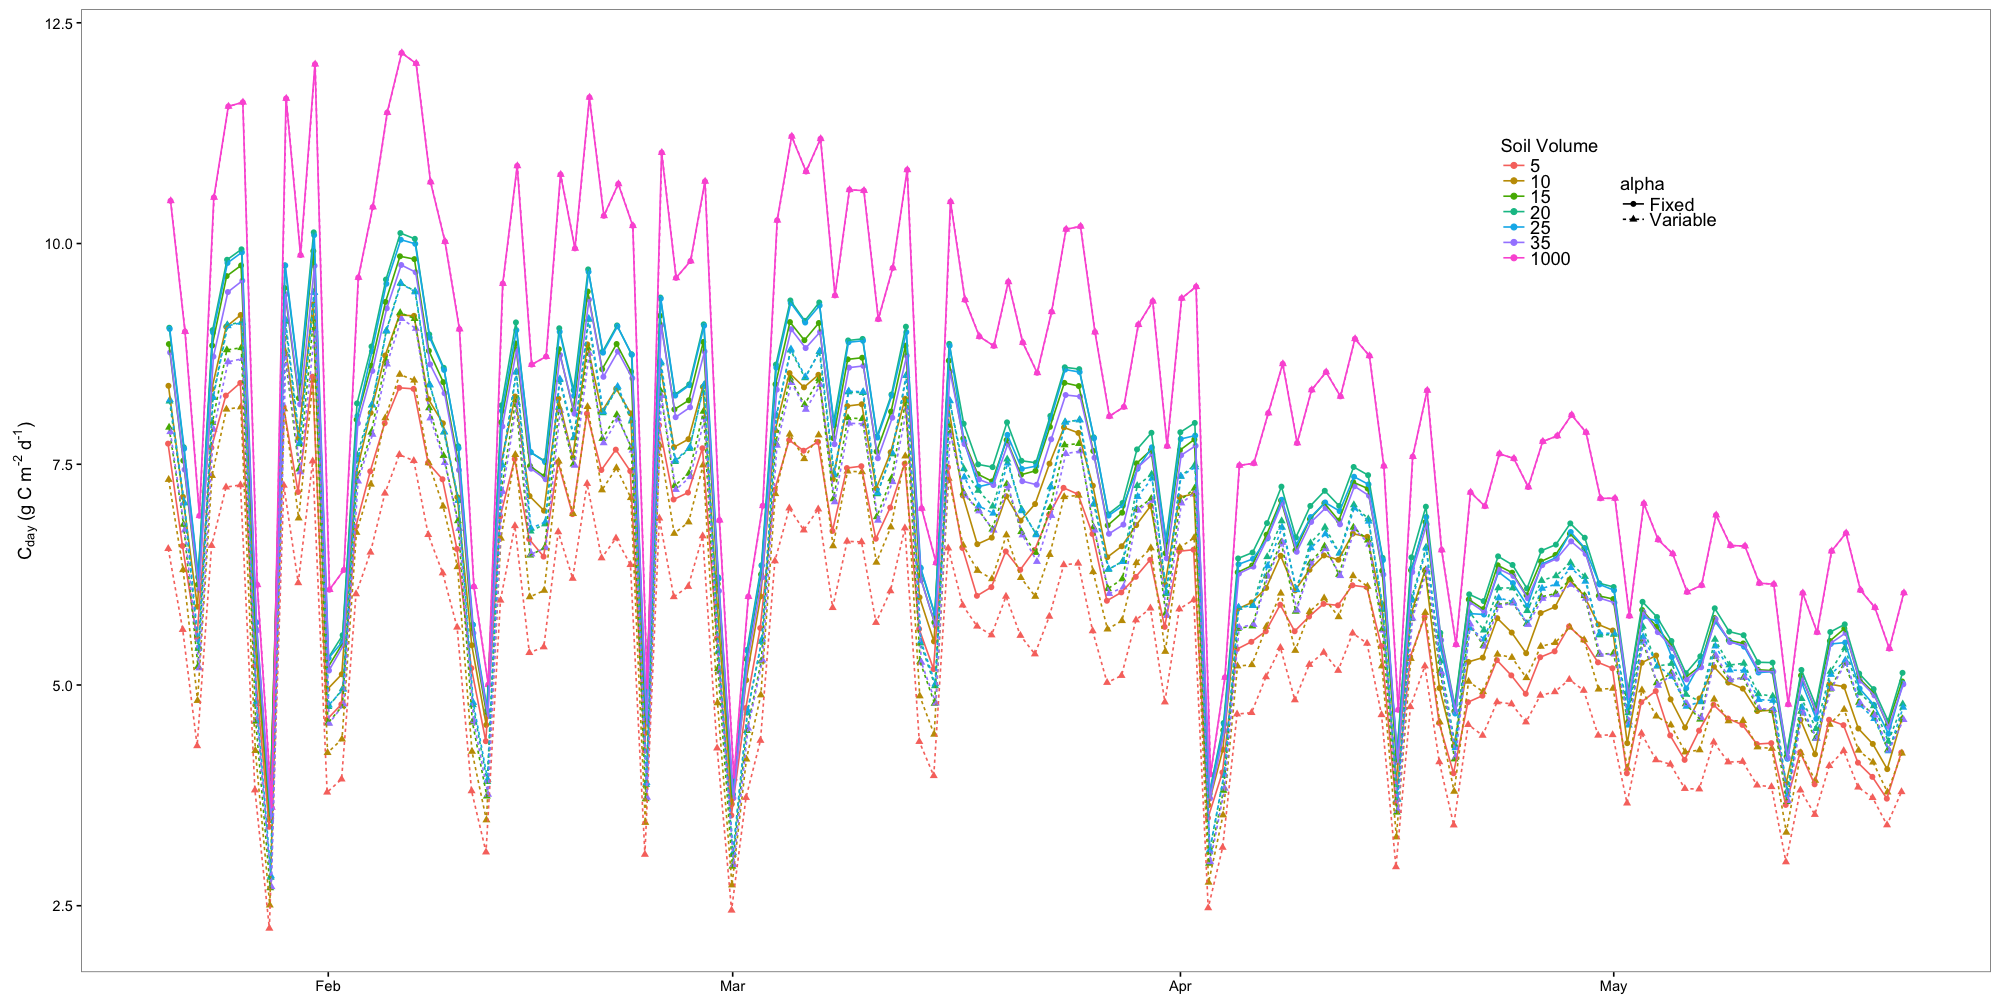 12.5
10.0
7.5
5.0
2.5
C_day (g C m⁻² d⁻¹)
Feb Mar Apr May
Soil Volume
5
10
15
20
25
35
1000
alpha
Fixed
Variable